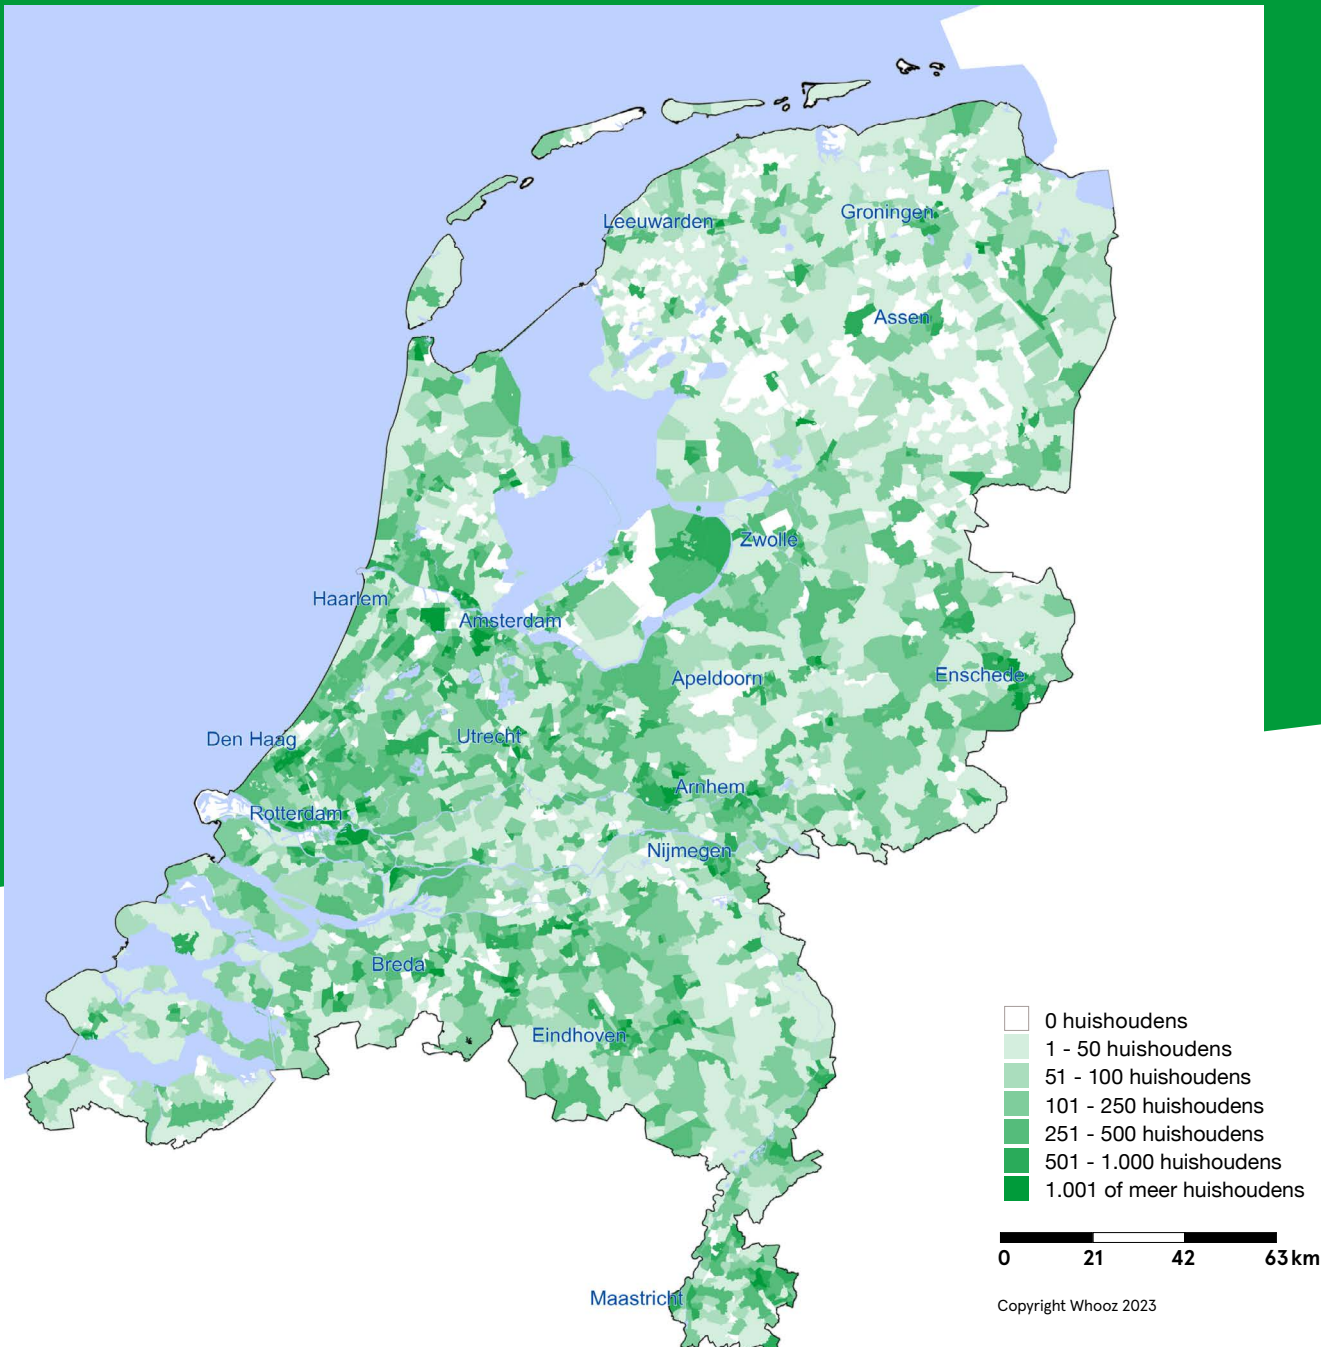 Leeuwarden
Groningen
Assen
Zwolle
Haarlem
Amsterdam
Apeldoorn
Enschede
Den Haag
Utrecht
Arnhem
Rotterdam
Nijmegen
Breda
Eindhoven
Maastricht
0 huishoudens
1 - 50 huishoudens
51 - 100 huishoudens
101 - 250 huishoudens
251 - 500 huishoudens
501 - 1.000 huishoudens
1.001 of meer huishoudens
0 21 42 63 km
Copyright Whooz 2023